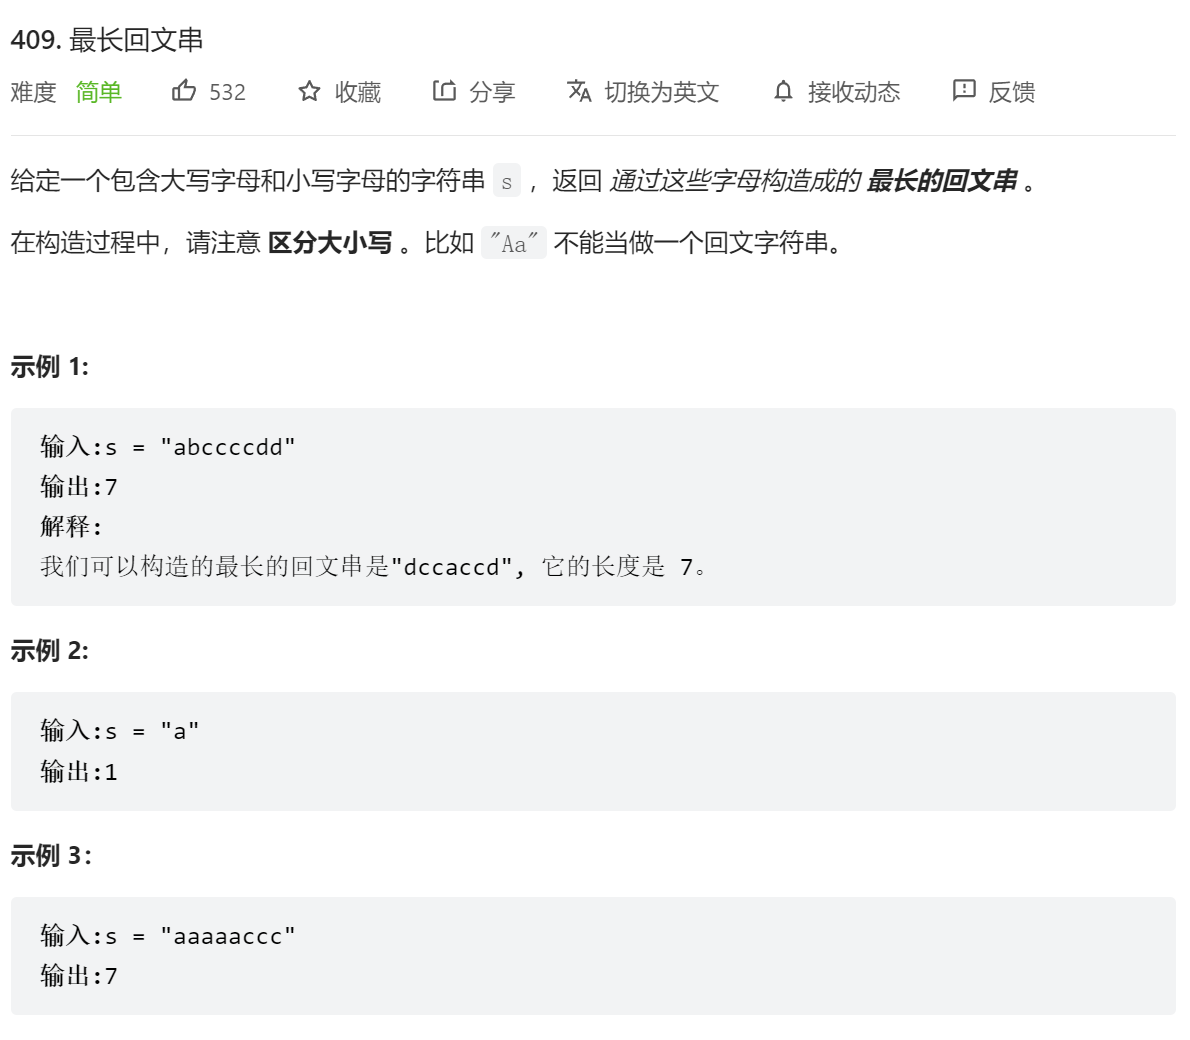 409. 最长回文串
难度 简单 532 收藏 分享 切换为英文 接收动态 反馈
给定一个包含大写字母和小写字母的字符串 s ，返回 通过这些字母构造成的 最长的回文串 。
在构造过程中，请注意 区分大小写 。比如 "Aa" 不能当做一个回文字符串。
示例 1:
输入:s = "abccccdd"
输出:7
解释:
我们可以构造的最长的回文串是"dccaccd", 它的长度是 7。
示例 2:
输入:s = "a"
输出:1
示例 3：
输入:s = "aaaaaccc"
输出:7